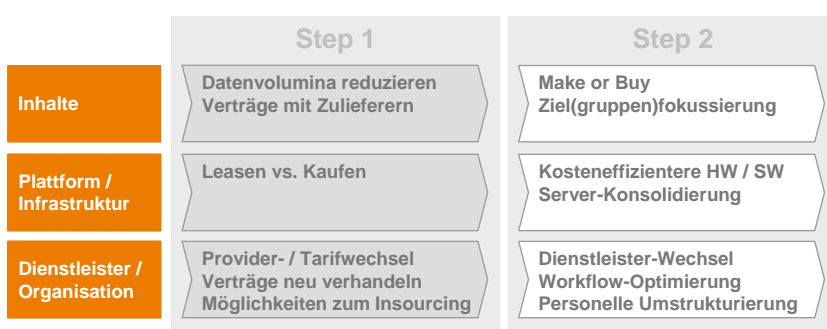 Step 1
Step 2
Inhalte
Datenvolumina reduzieren
Verträge mit Zulieferern
Make or Buy
Ziel(gruppen)fokussierung
Plattform /
Infrastruktur
Leasen vs. Kaufen
Kosteneffizientere HW / SW
Server-Konsolidierung
Dienstleister /
Organisation
Provider- / Tarifwechsel
Verträge neu verhandeln
Möglichkeiten zum Insourcing
Dienstleister-Wechsel
Workflow-Optimierung
Personelle Umstrukturierung